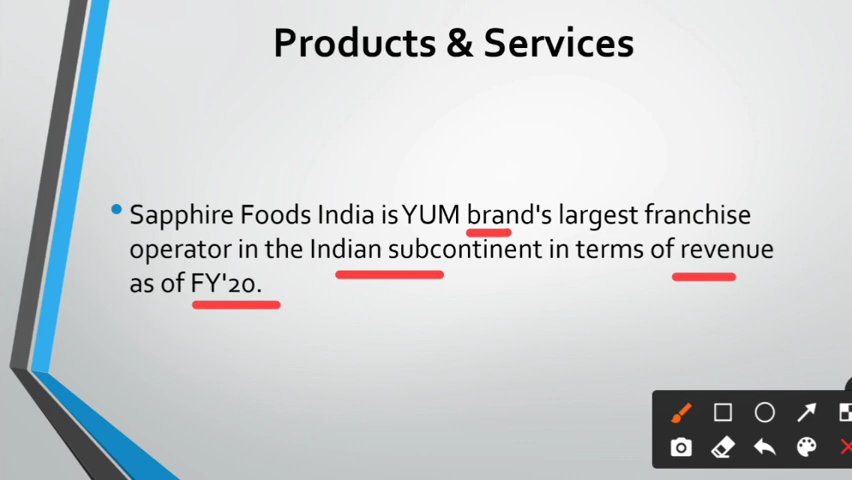 Products & Services
Sapphire Foods India is YUM brand's largest franchise
operator in the Indian subcontinent in terms of revenue
as of FY'20.